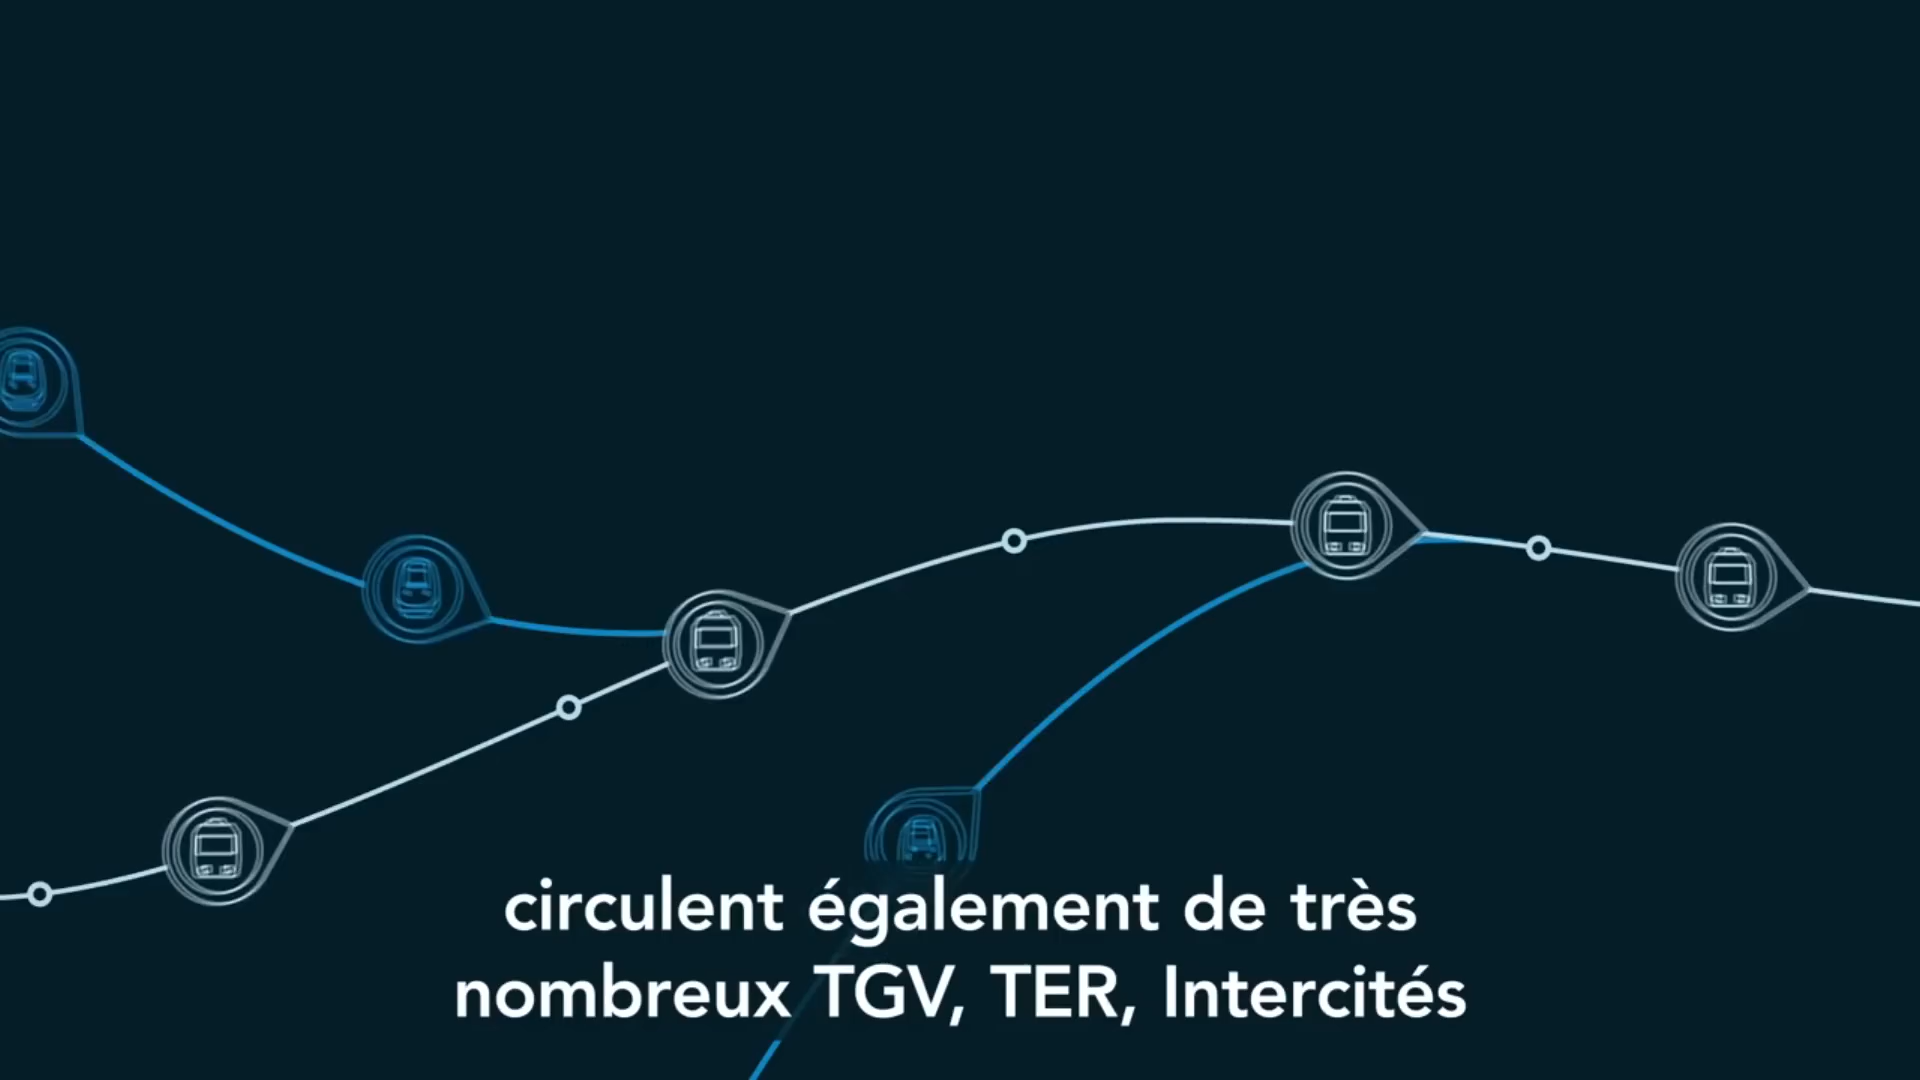 circulent également de très
nombreux TGV, TER, Intercités